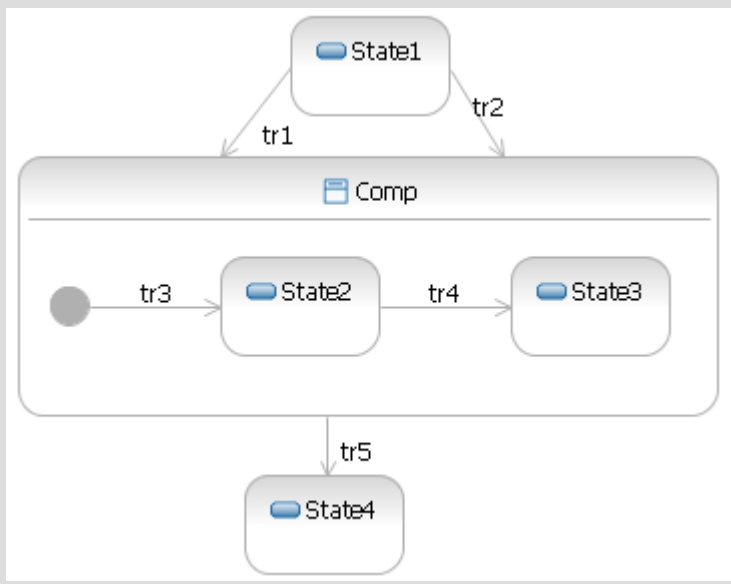 State1
tr1
tr2
Comp
tr3
State2
tr4
State3
tr5
State4